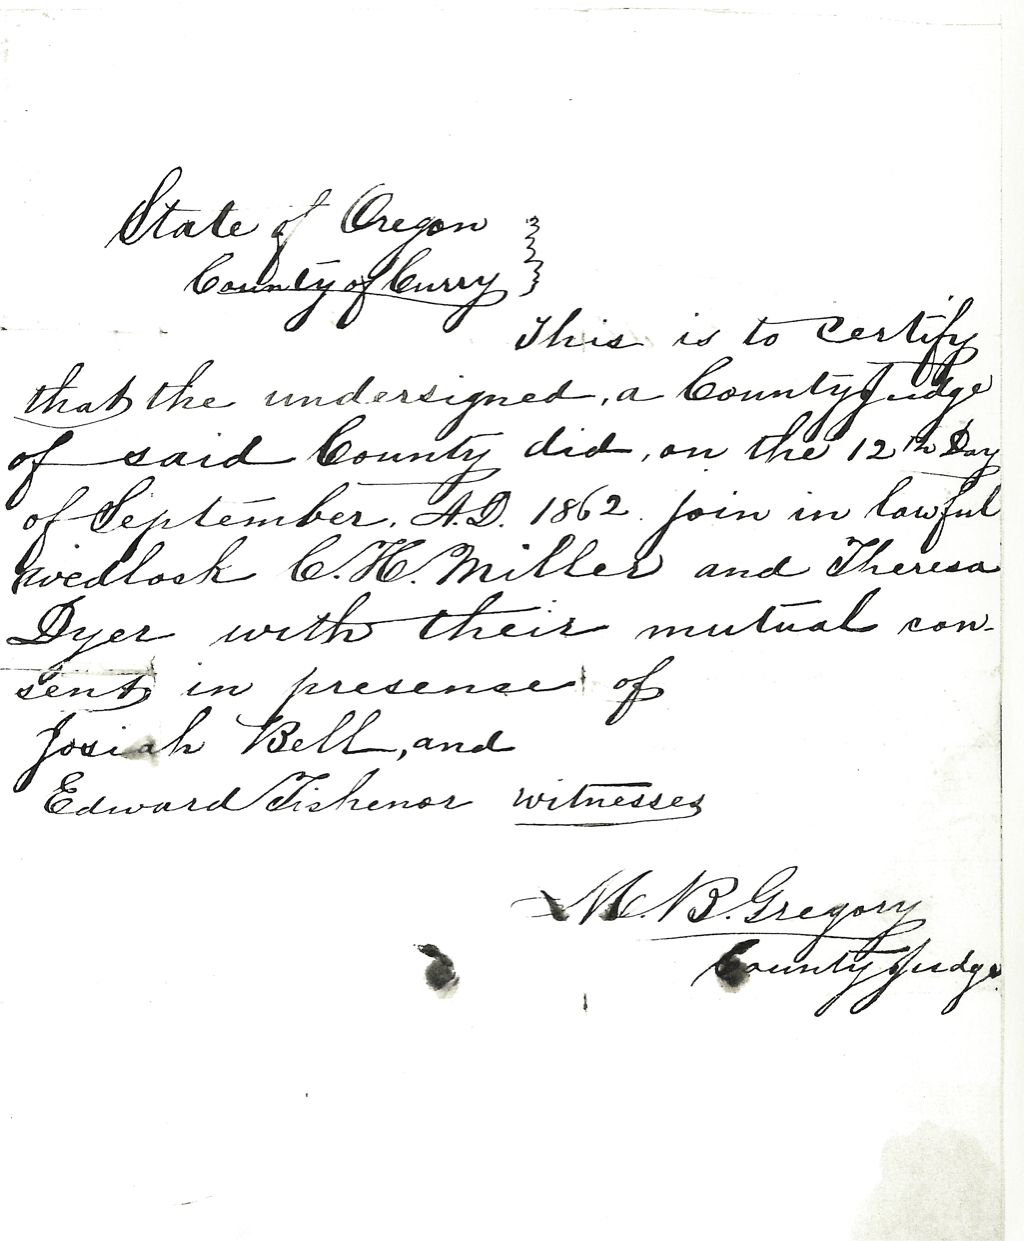 State of Oregon
County of Curry
This is to certify
that the undersigned, a County Judge
of said County did, on the 12th Day
of September, A.D. 1862. join in lawful
wedlock C. H. Miller and Theresa
Dyer with their mutual con-
sent in presense of
Josiah Bell, and
Edward Tishenor witnesses
M. B. Gregory
County Judge.